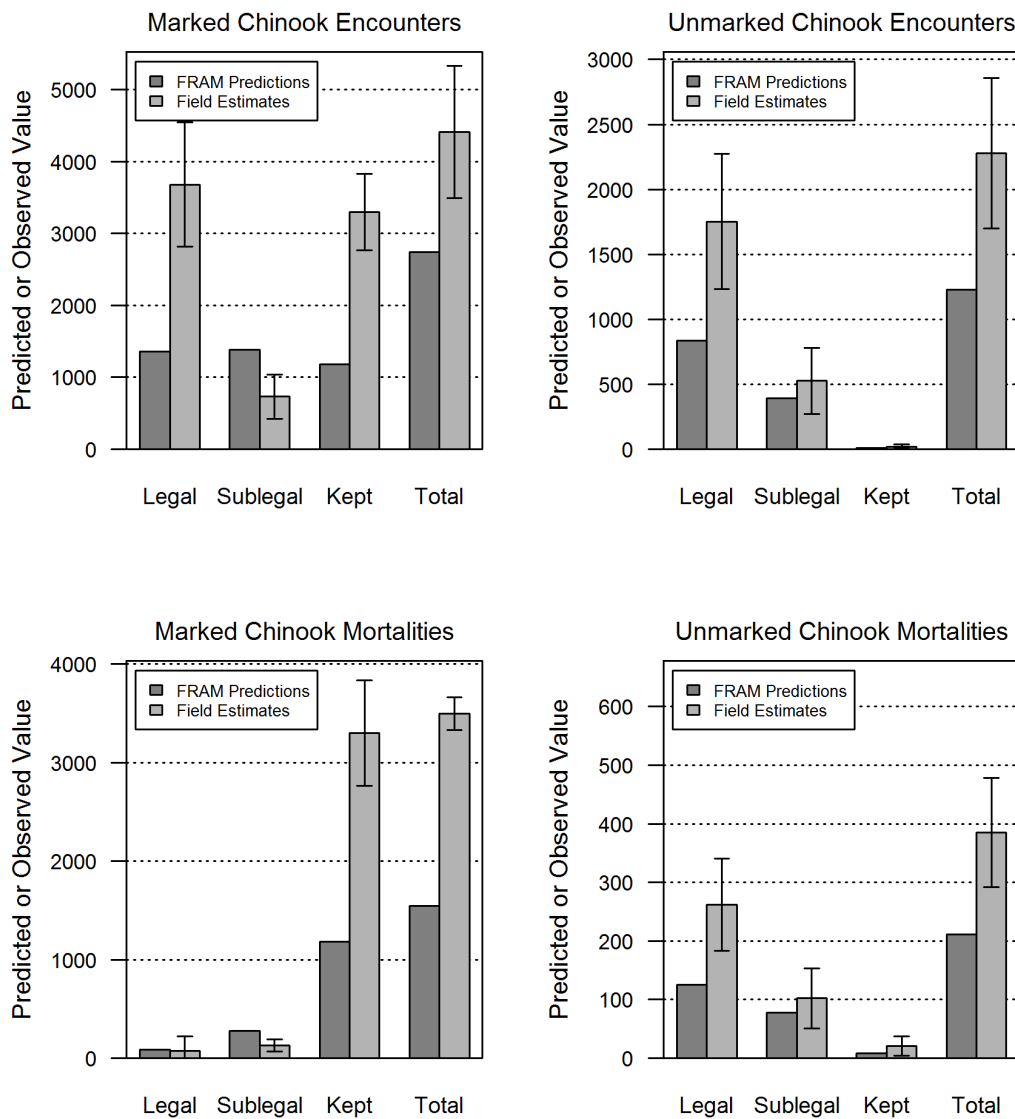 Marked Chinook Encounters
Predicted or Observed Value
5000
4000
3000
2000
1000
0
FRAM Predictions
Field Estimates
Legal Sublegal Kept Total
Unmarked Chinook Encounters
Predicted or Observed Value
3000
2500
2000
1500
1000
500
0
FRAM Predictions
Field Estimates
Legal Sublegal Kept Total
Marked Chinook Mortalities
Predicted or Observed Value
4000
3000
2000
1000
0
FRAM Predictions
Field Estimates
Legal Sublegal Kept Total
Unmarked Chinook Mortalities
Predicted or Observed Value
600
500
400
300
200
100
0
FRAM Predictions
Field Estimates
Legal Sublegal Kept Total